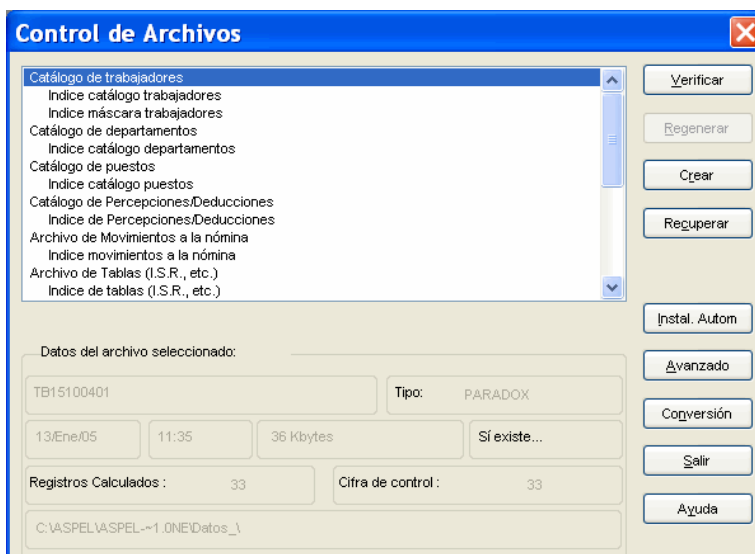 Control de Archivos
Catálogo de trabajadores
Indice catálogo trabajadores
Indice máscara trabajadores
Catálogo de departamentos
Indice catálogo departamentos
Catálogo de puestos
Indice catálogo puestos
Catálogo de Percepciones/Deducciones
Indice de Percepciones/Deducciones
Archivo de Movimientos a la nómina
Indice movimientos a la nómina
Archivo de Tablas (I.S.R., etc.)
Indice de tablas (I.S.R., etc.)
Verificar
Regenerar
Crear
Recuperar
Instal. Autom
Avanzado
Conversión
Salir
Ayuda
Datos del archivo seleccionado:
TB15100401 Tipo: PARADOX
13/Ene/05 11:35 36 Kbytes Sí existe...
Registros Calculados : 33 Cifra de control : 33
C:\ASPEL\ASPEL-~1.0NE\Datos_\